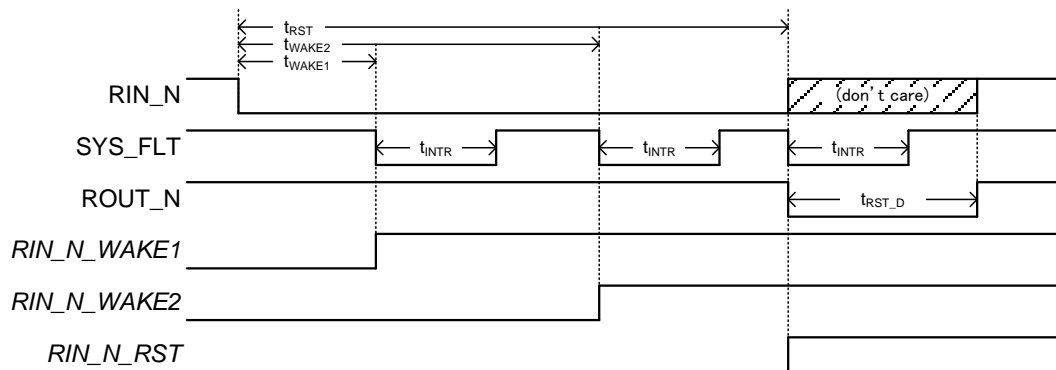 tRST
tWAKE2
tWAKE1
RIN_N
(don't care)
SYS_FLT
tINTR
tINTR
tINTR
ROUT_N
tRST_D
RIN_N_WAKE1
RIN_N_WAKE2
RIN_N_RST